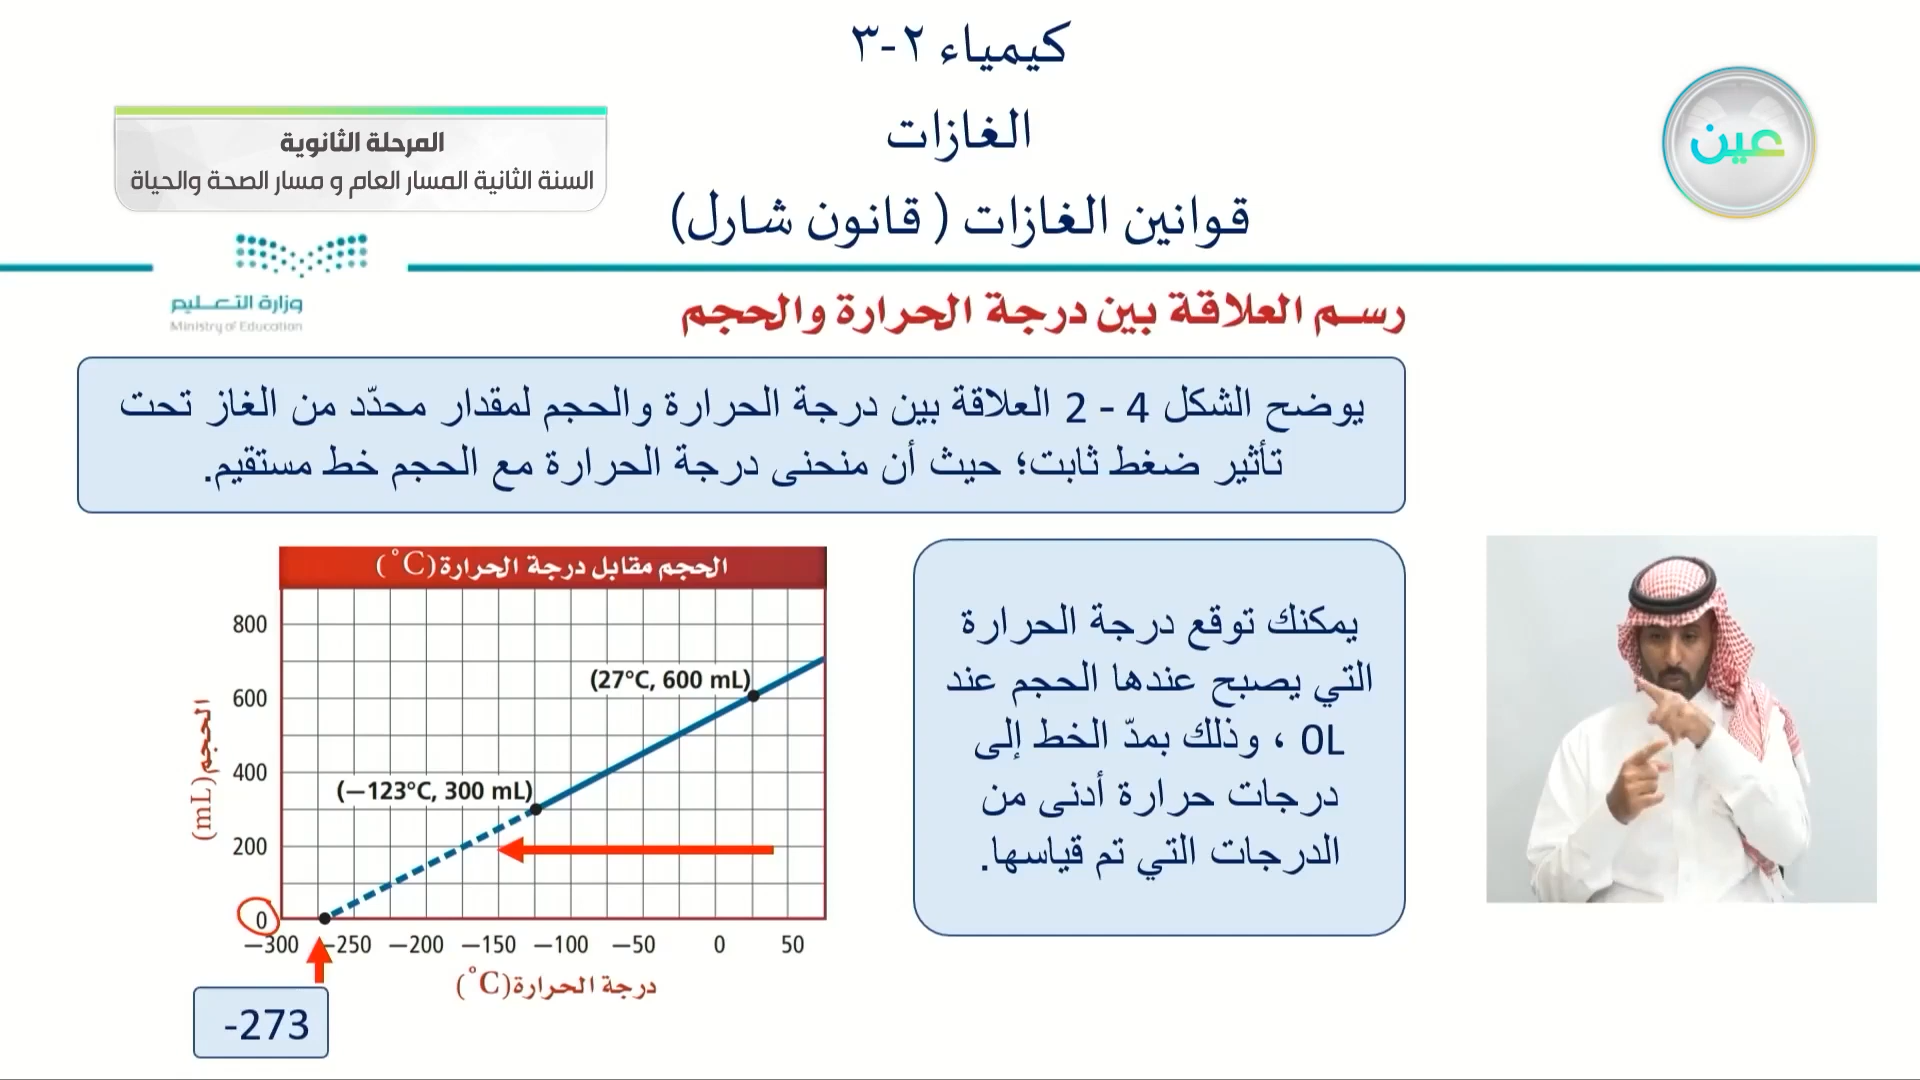 كيمياء ٢-٣
الغازات
قوانين الغازات ( قانون شارل)
عين
المرحلة الثانوية
السنة الثانية المسار العام و مسار الصحة والحياة
وزارة التعليم
Ministry of Education
رسم العلاقة بين درجة الحرارة والحجم
يوضح الشكل 4 - 2 العلاقة بين درجة الحرارة والحجم لمقدار محدّد من الغاز تحت
تأثير ضغط ثابت؛ حيث أن منحنى درجة الحرارة مع الحجم خط مستقيم.
يمكنك توقع درجة الحرارة
التي يصبح عندها الحجم عند
0L ، وذلك بمدّ الخط إلى
درجات حرارة أدنى من
الدرجات التي تم قياسها.
الحجم مقابل درجة الحرارة (°C)
800
600
400
200
0
الحجم (mL)
(27°C, 600 mL)
(−123°C, 300 mL)
−300 −250 −200 −150 −100 −50 0 50
درجة الحرارة (°C)
-273